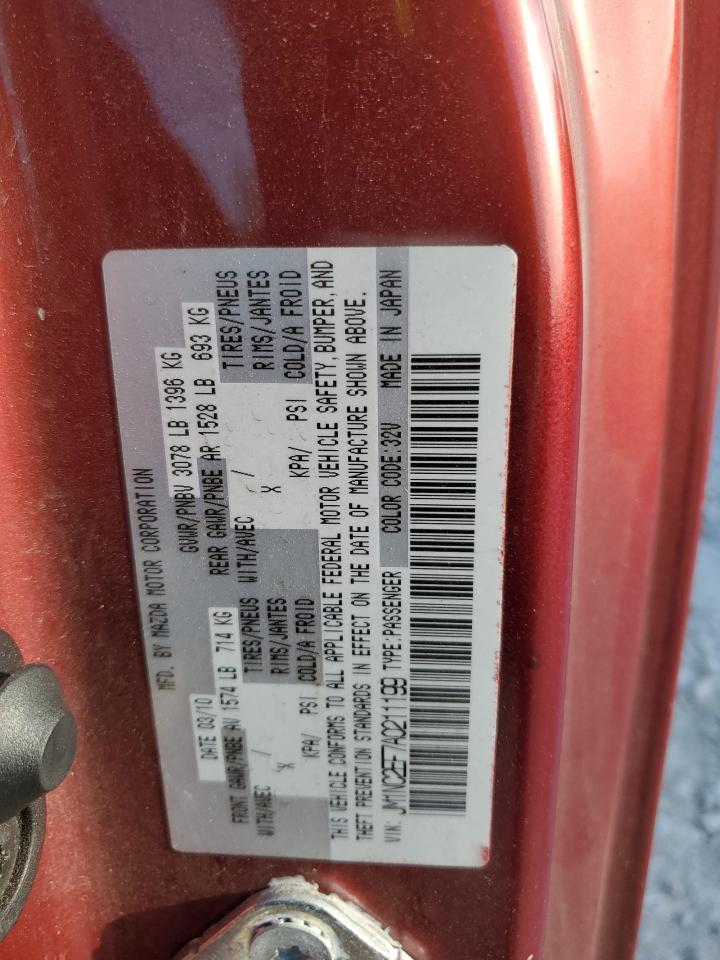 MFD. BY MAZDA MOTOR CORPORATION
DATE 03/10 GVWR/PNBV 3078 LB 1396 KG
FRONT GAWR/PNBE AV 1574 LB 714 KG REAR GAWR/PNBE AR 1528 LB 693 KG
WITH/AVEC / TIRES/PNEUS WITH/AVEC / TIRES/PNEUS
X RIMS/JANTES X RIMS/JANTES
KPA/ PSI COLD/A FROID KPA/ PSI COLD/A FROID
THIS VEHICLE CONFORMS TO ALL APPLICABLE FEDERAL MOTOR VEHICLE SAFETY, BUMPER, AND
THEFT PREVENTION STANDARDS IN EFFECT ON THE DATE OF MANUFACTURE SHOWN ABOVE.
VIN: JM1NC2EF7A0211199 TYPE:PASSENGER COLOR CODE:32V MADE IN JAPAN